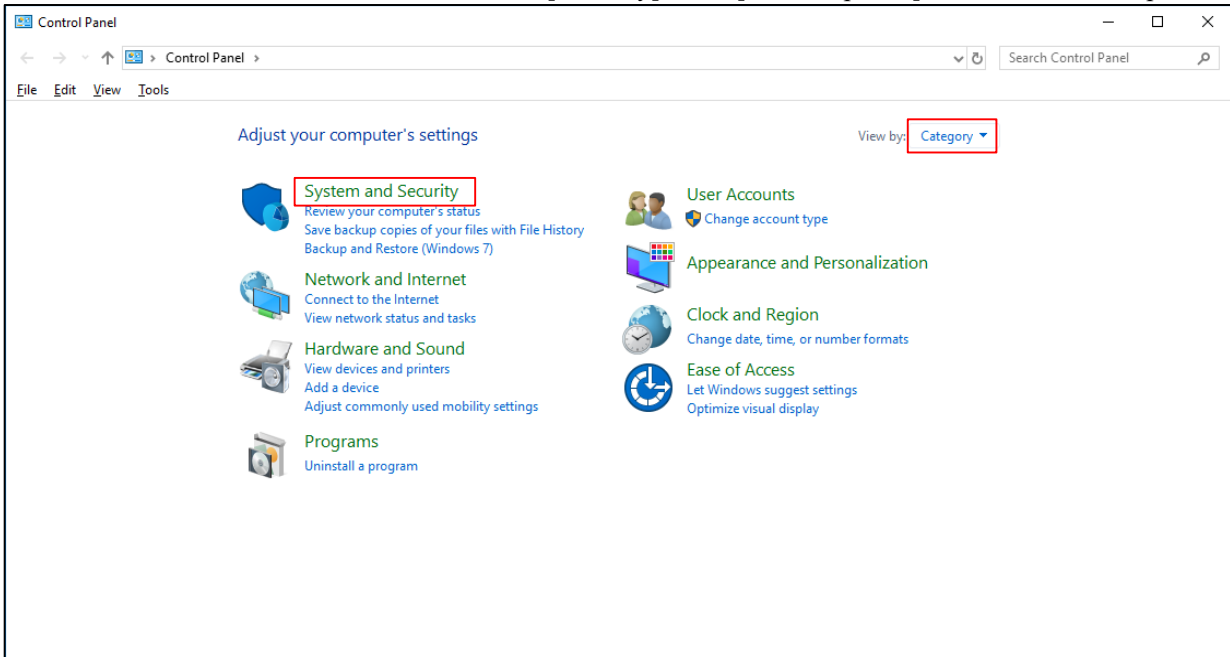 Control Panel
Control Panel
Search Control Panel
File Edit View Tools
Adjust your computer's settings
View by: Category
System and Security
Review your computer's status
Save backup copies of your files with File History
Backup and Restore (Windows 7)
Network and Internet
Connect to the Internet
View network status and tasks
Hardware and Sound
View devices and printers
Add a device
Adjust commonly used mobility settings
Programs
Uninstall a program
User Accounts
Change account type
Appearance and Personalization
Clock and Region
Change date, time, or number formats
Ease of Access
Let Windows suggest settings
Optimize visual display